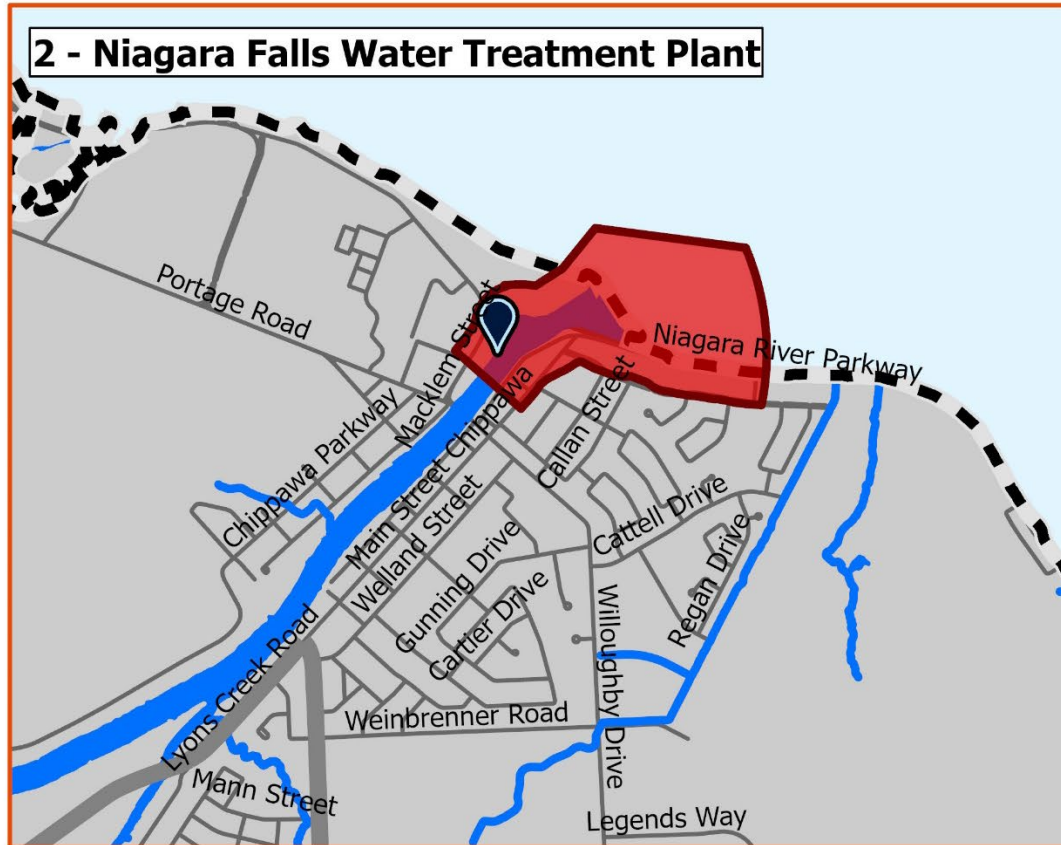 2 - Niagara Falls Water Treatment Plant
Portage Road
Macklem Street
Niagara River Parkway
Chippawa Parkway
Main Street Chippawa
Callan Street
Welland Street
Cattell Drive
Gunning Drive
Cartier Drive
Regan Drive
Willoughby Drive
Lyons Creek Road
Weinbrenner Road
Mann Street
Legends Way